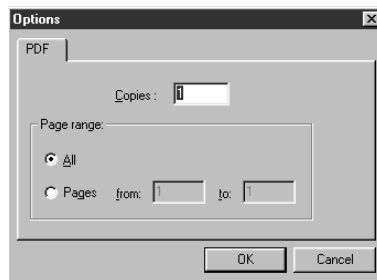 Options
PDF
Copies : 1
Page range:
All
Pages from: 1 to: 1
OK Cancel